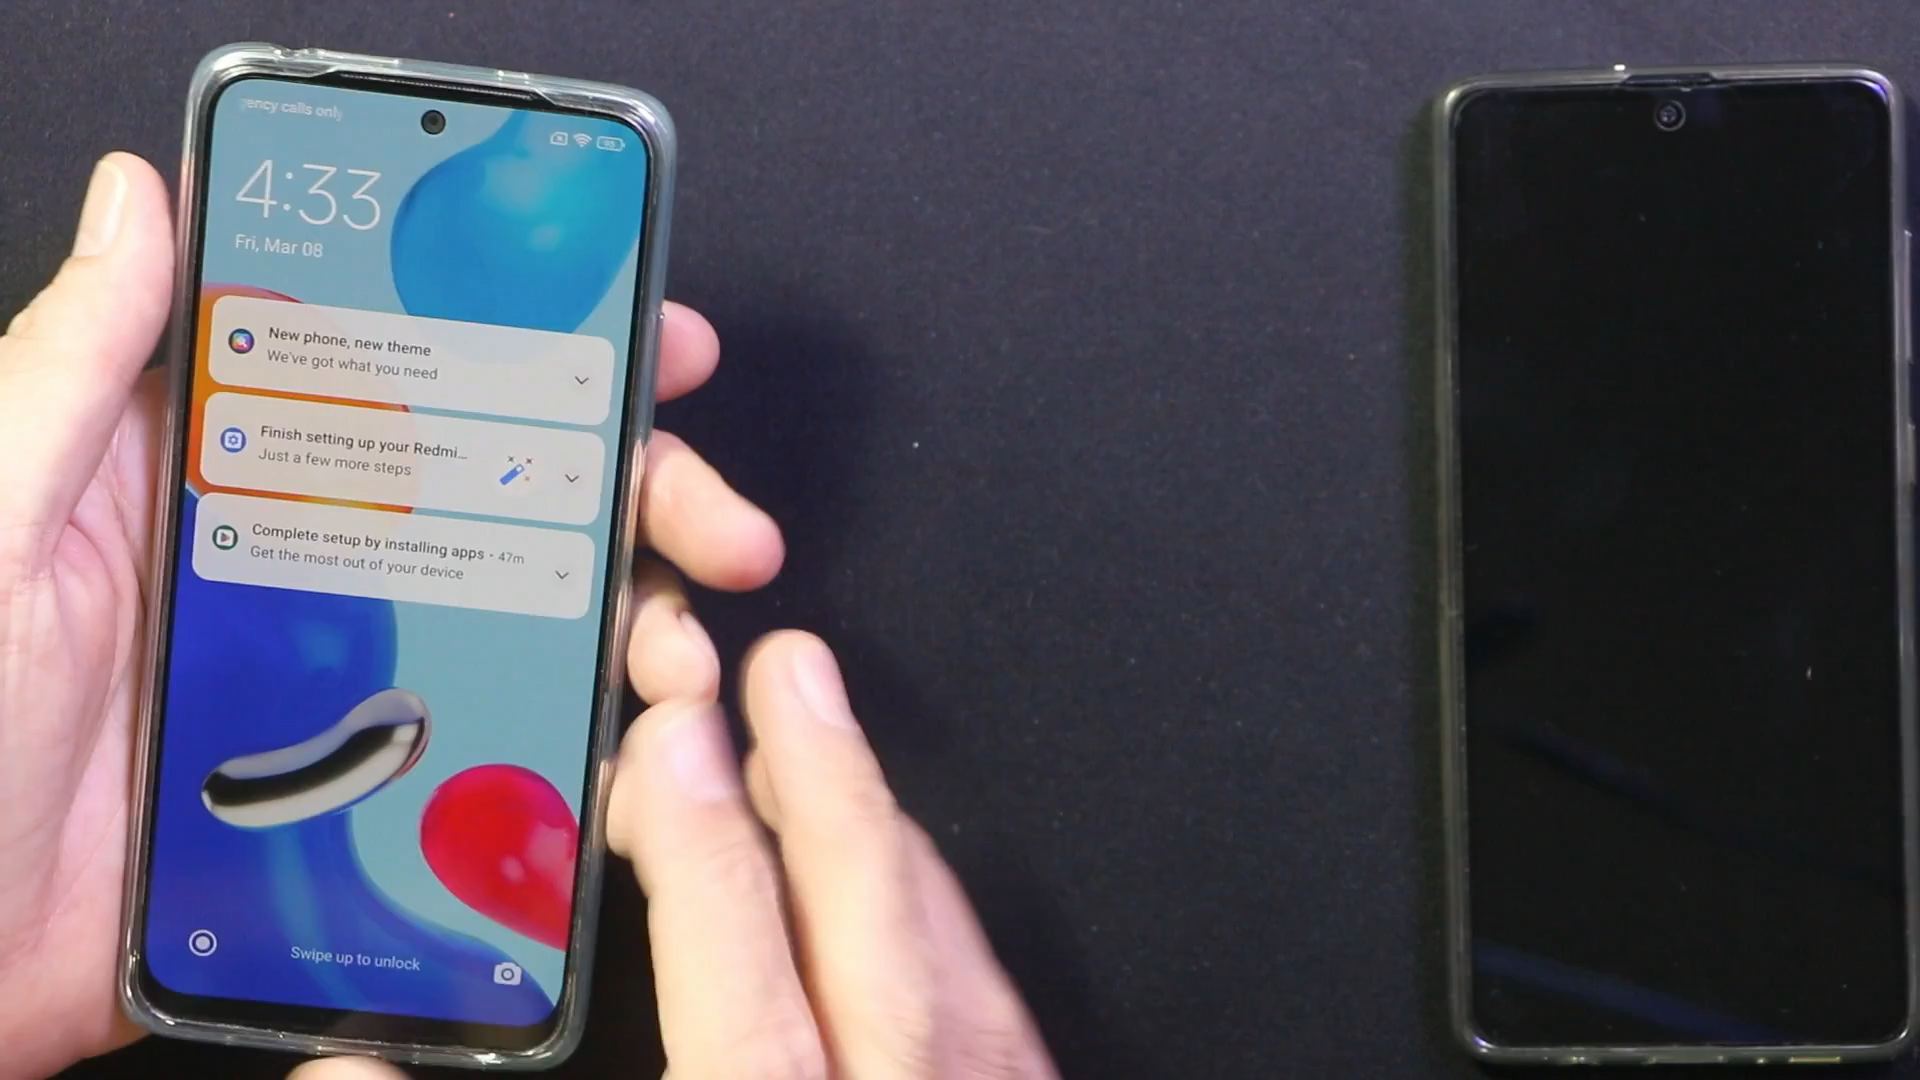 ency calls only
95
4:33
Fri, Mar 08
New phone, new theme
We've got what you need
Finish setting up your Redmi...
Just a few more steps
Complete setup by installing apps • 47m
Get the most out of your device
Swipe up to unlock